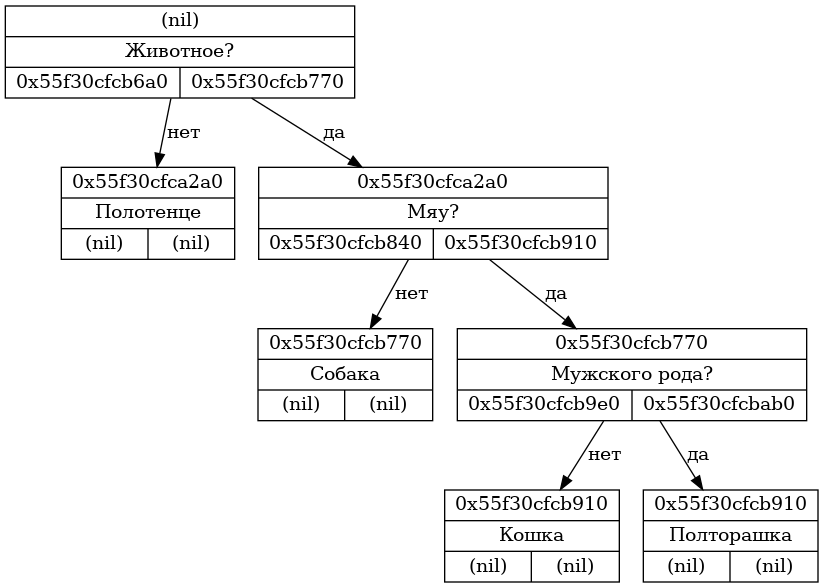 (nil)
Животное?
0x55f30cfcb6a0 0x55f30cfcb770
нет да
0x55f30cfca2a0 0x55f30cfca2a0
Полотенце Мяу?
(nil) (nil) 0x55f30cfcb840 0x55f30cfcb910
нет да
0x55f30cfcb770 0x55f30cfcb770
Собака Мужского рода?
(nil) (nil) 0x55f30cfcb9e0 0x55f30cfcbab0
нет да
0x55f30cfcb910 0x55f30cfcb910
Кошка Полторашка
(nil) (nil) (nil) (nil)